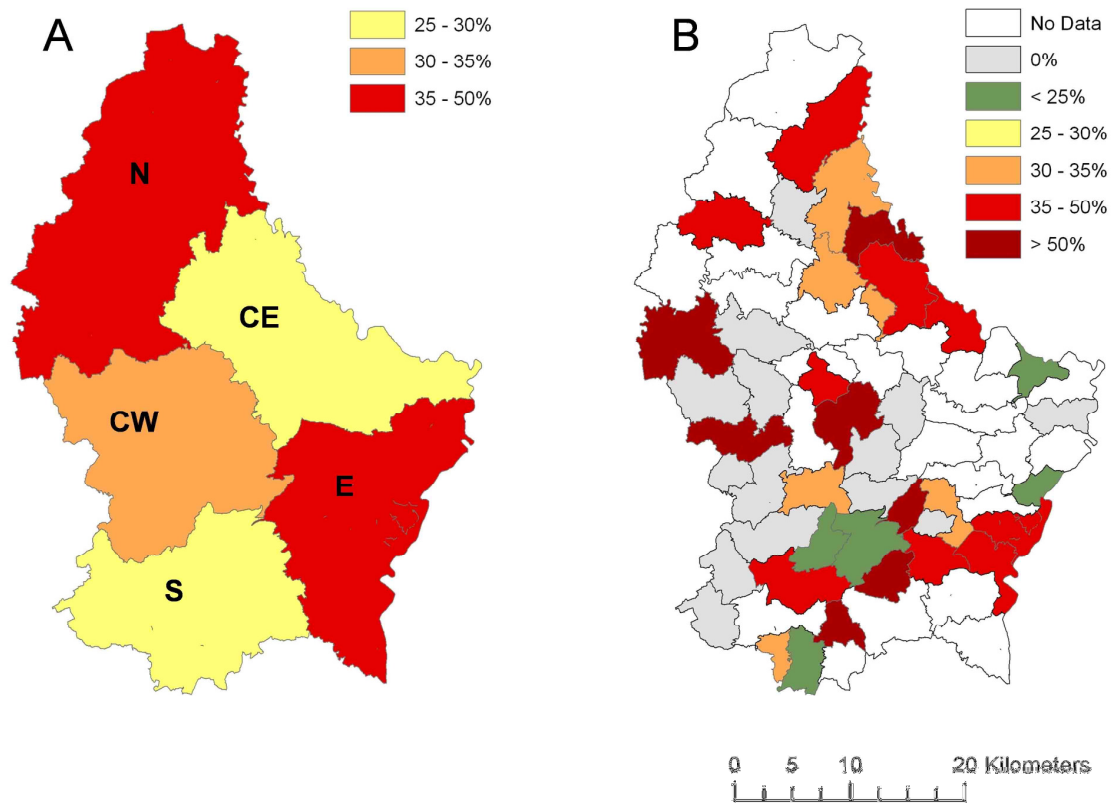 A
25 - 30%
30 - 35%
35 - 50%
N
CE
CW
E
S
B
No Data
0%
< 25%
25 - 30%
30 - 35%
35 - 50%
> 50%
0 5 10 20 Kilometers